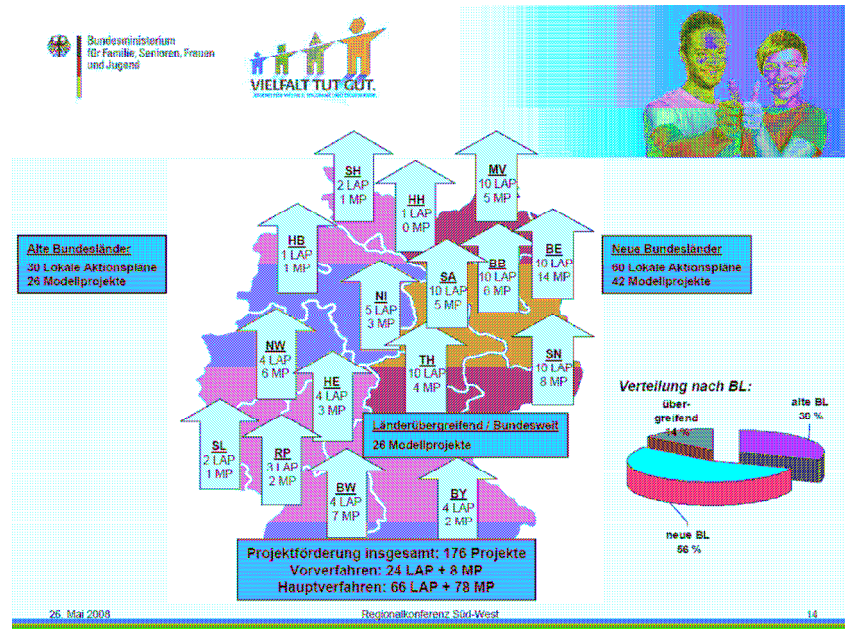 Bundesministerium
für Familie, Senioren, Frauen
und Jugend
VIELFALT TUT GUT.
SH
2 LAP
1 MP
HH
1 LAP
0 MP
MV
10 LAP
5 MP
Alte Bundesländer:
30 Lokale Aktionspläne
26 Modellprojekte
HB
1 LAP
1 MP
NI
5 LAP
3 MP
SA
10 LAP
5 MP
BB
10 LAP
6 MP
BE
10 LAP
14 MP
Neue Bundesländer:
60 Lokale Aktionspläne
42 Modellprojekte
NW
4 LAP
6 MP
HE
4 LAP
3 MP
TH
10 LAP
4 MP
SN
10 LAP
8 MP
SL
2 LAP
1 MP
RP
3 LAP
2 MP
Länderübergreifend / Bundesweit
26 Modellprojekte
BW
4 LAP
7 MP
BY
4 LAP
2 MP
Verteilung nach BL:
über-
greifend
14 %
alte BL
30 %
neue BL
56 %
Projektförderung insgesamt: 176 Projekte
Vorverfahren: 24 LAP + 8 MP
Hauptverfahren: 66 LAP + 78 MP
26. Mai 2008
Regionalkonferenz Süd-West
14